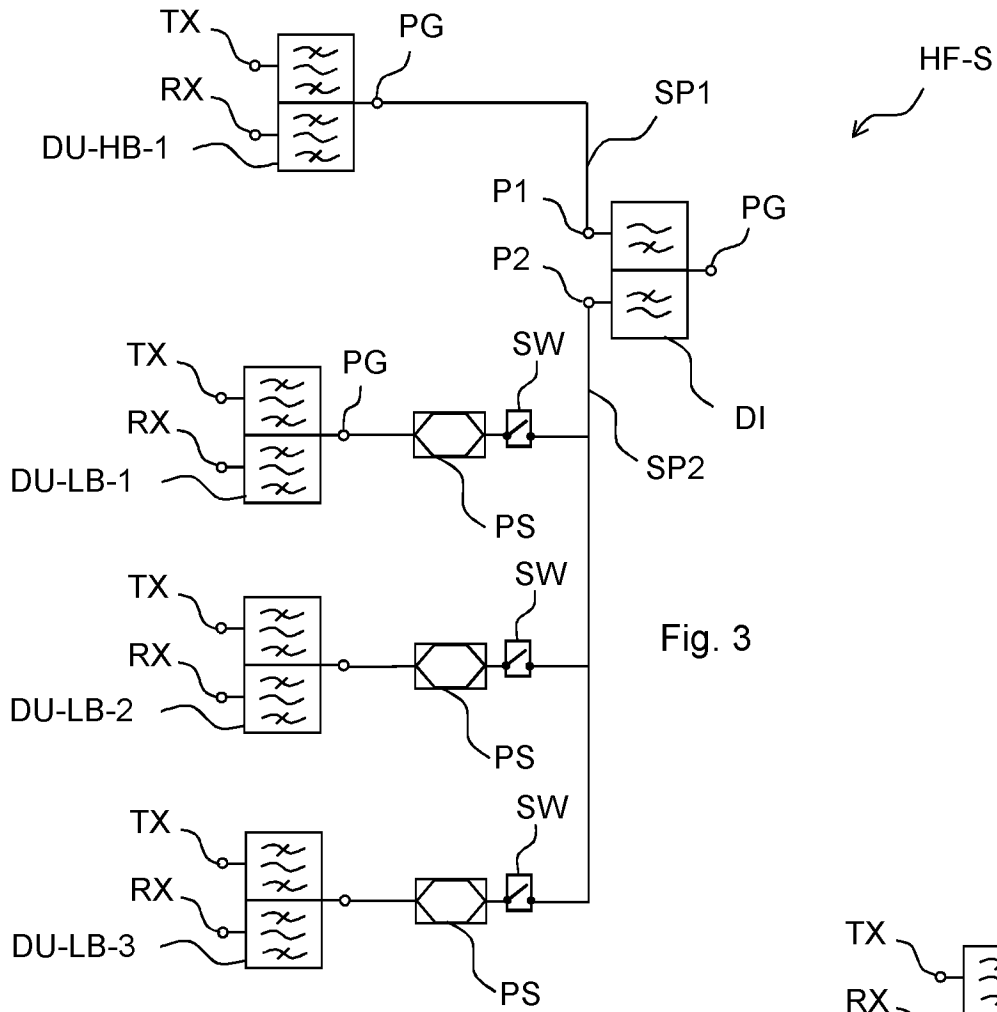 TX
PG
HF-S
RX
SP1
DU-HB-1
P1
PG
P2
SW
TX
PG
RX
DI
DU-LB-1
SP2
PS
SW
TX
Fig. 3
RX
DU-LB-2
PS
SW
TX
RX
DU-LB-3
TX
PS
RX